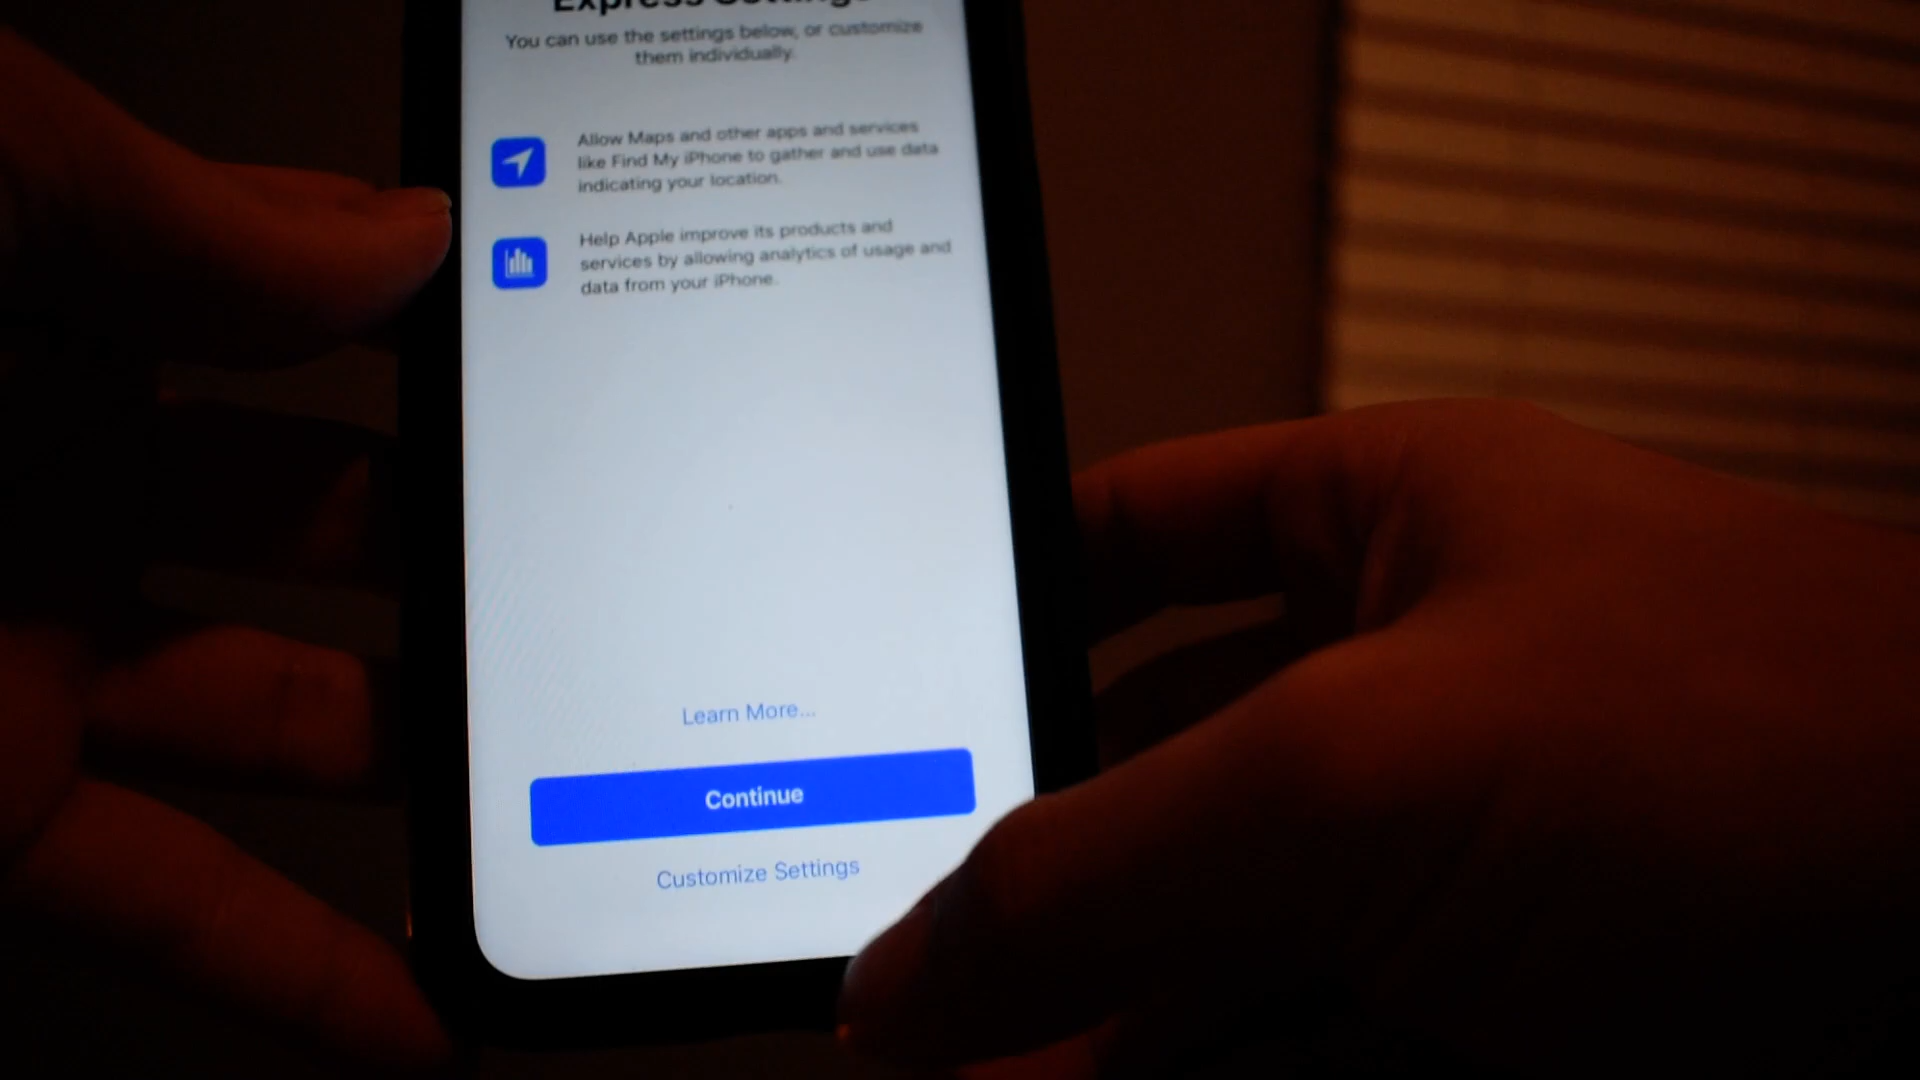 Express Settings
You can use the settings below, or customize
them individually.
Allow Maps and other apps and services
like Find My iPhone to gather and use data
indicating your location.
Help Apple improve its products and
services by allowing analytics of usage and
data from your iPhone.
Learn More...
Continue
Customize Settings